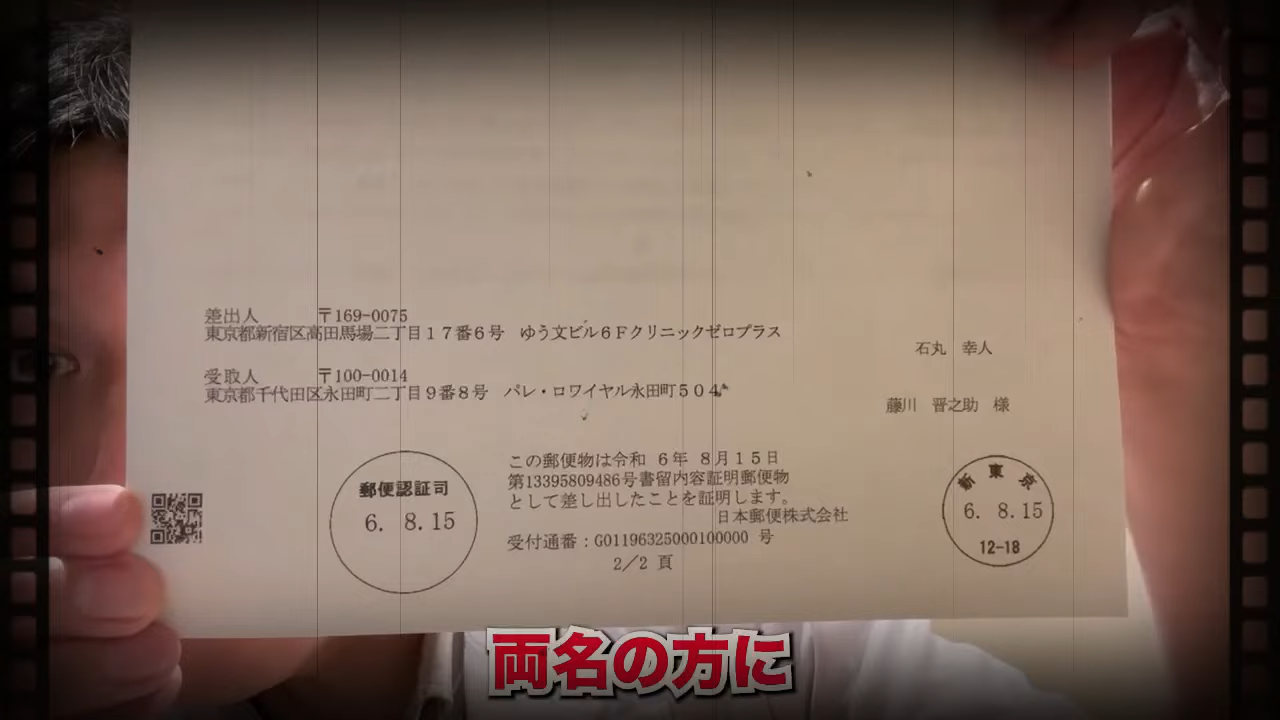 差出人 〒169-0075
東京都新宿区高田馬場二丁目17番6号 ゆう文ビル6Fクリニックゼロプラス
石丸 幸人
受取人 〒100-0014
東京都千代田区永田町二丁目9番8号 パレ・ロワイヤル永田町504
藤川 晋之助 様
郵便認証司
6. 8.15
この郵便物は令和 6年 8月15日
第13395809486号書留内容証明郵便物
として差し出したことを証明します。
日本郵便株式会社
受付通番:G01196325000100000 号
2/2 頁
新東京
6. 8.15
12-18
両名の方に